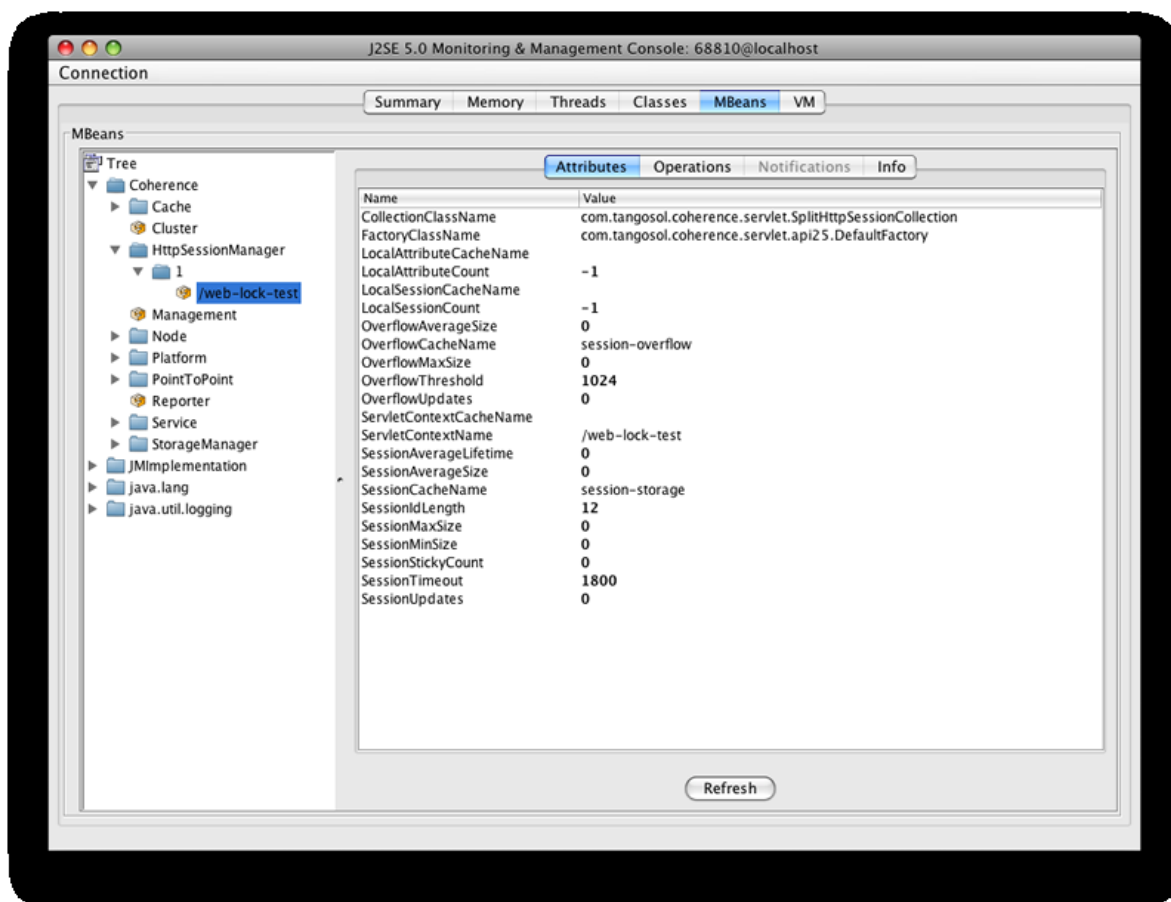 J2SE 5.0 Monitoring & Management Console: 68810@localhost
Connection
Summary Memory Threads Classes MBeans VM
MBeans
Tree
Coherence
Cache
Cluster
HttpSessionManager
1
/web-lock-test
Management
Node
Platform
PointToPoint
Reporter
Service
StorageManager
JMImplementation
java.lang
java.util.logging
Attributes Operations Notifications Info
Name Value
CollectionClassName com.tangosol.coherence.servlet.SplitHttpSessionCollection
FactoryClassName com.tangosol.coherence.servlet.api25.DefaultFactory
LocalAttributeCacheName
LocalAttributeCount -1
LocalSessionCacheName
LocalSessionCount -1
OverflowAverageSize 0
OverflowCacheName session-overflow
OverflowMaxSize 0
OverflowThreshold 1024
OverflowUpdates 0
ServletContextCacheName
ServletContextName /web-lock-test
SessionAverageLifetime 0
SessionAverageSize 0
SessionCacheName session-storage
SessionIdLength 12
SessionMaxSize 0
SessionMinSize 0
SessionStickyCount 0
SessionTimeout 1800
SessionUpdates 0
Refresh